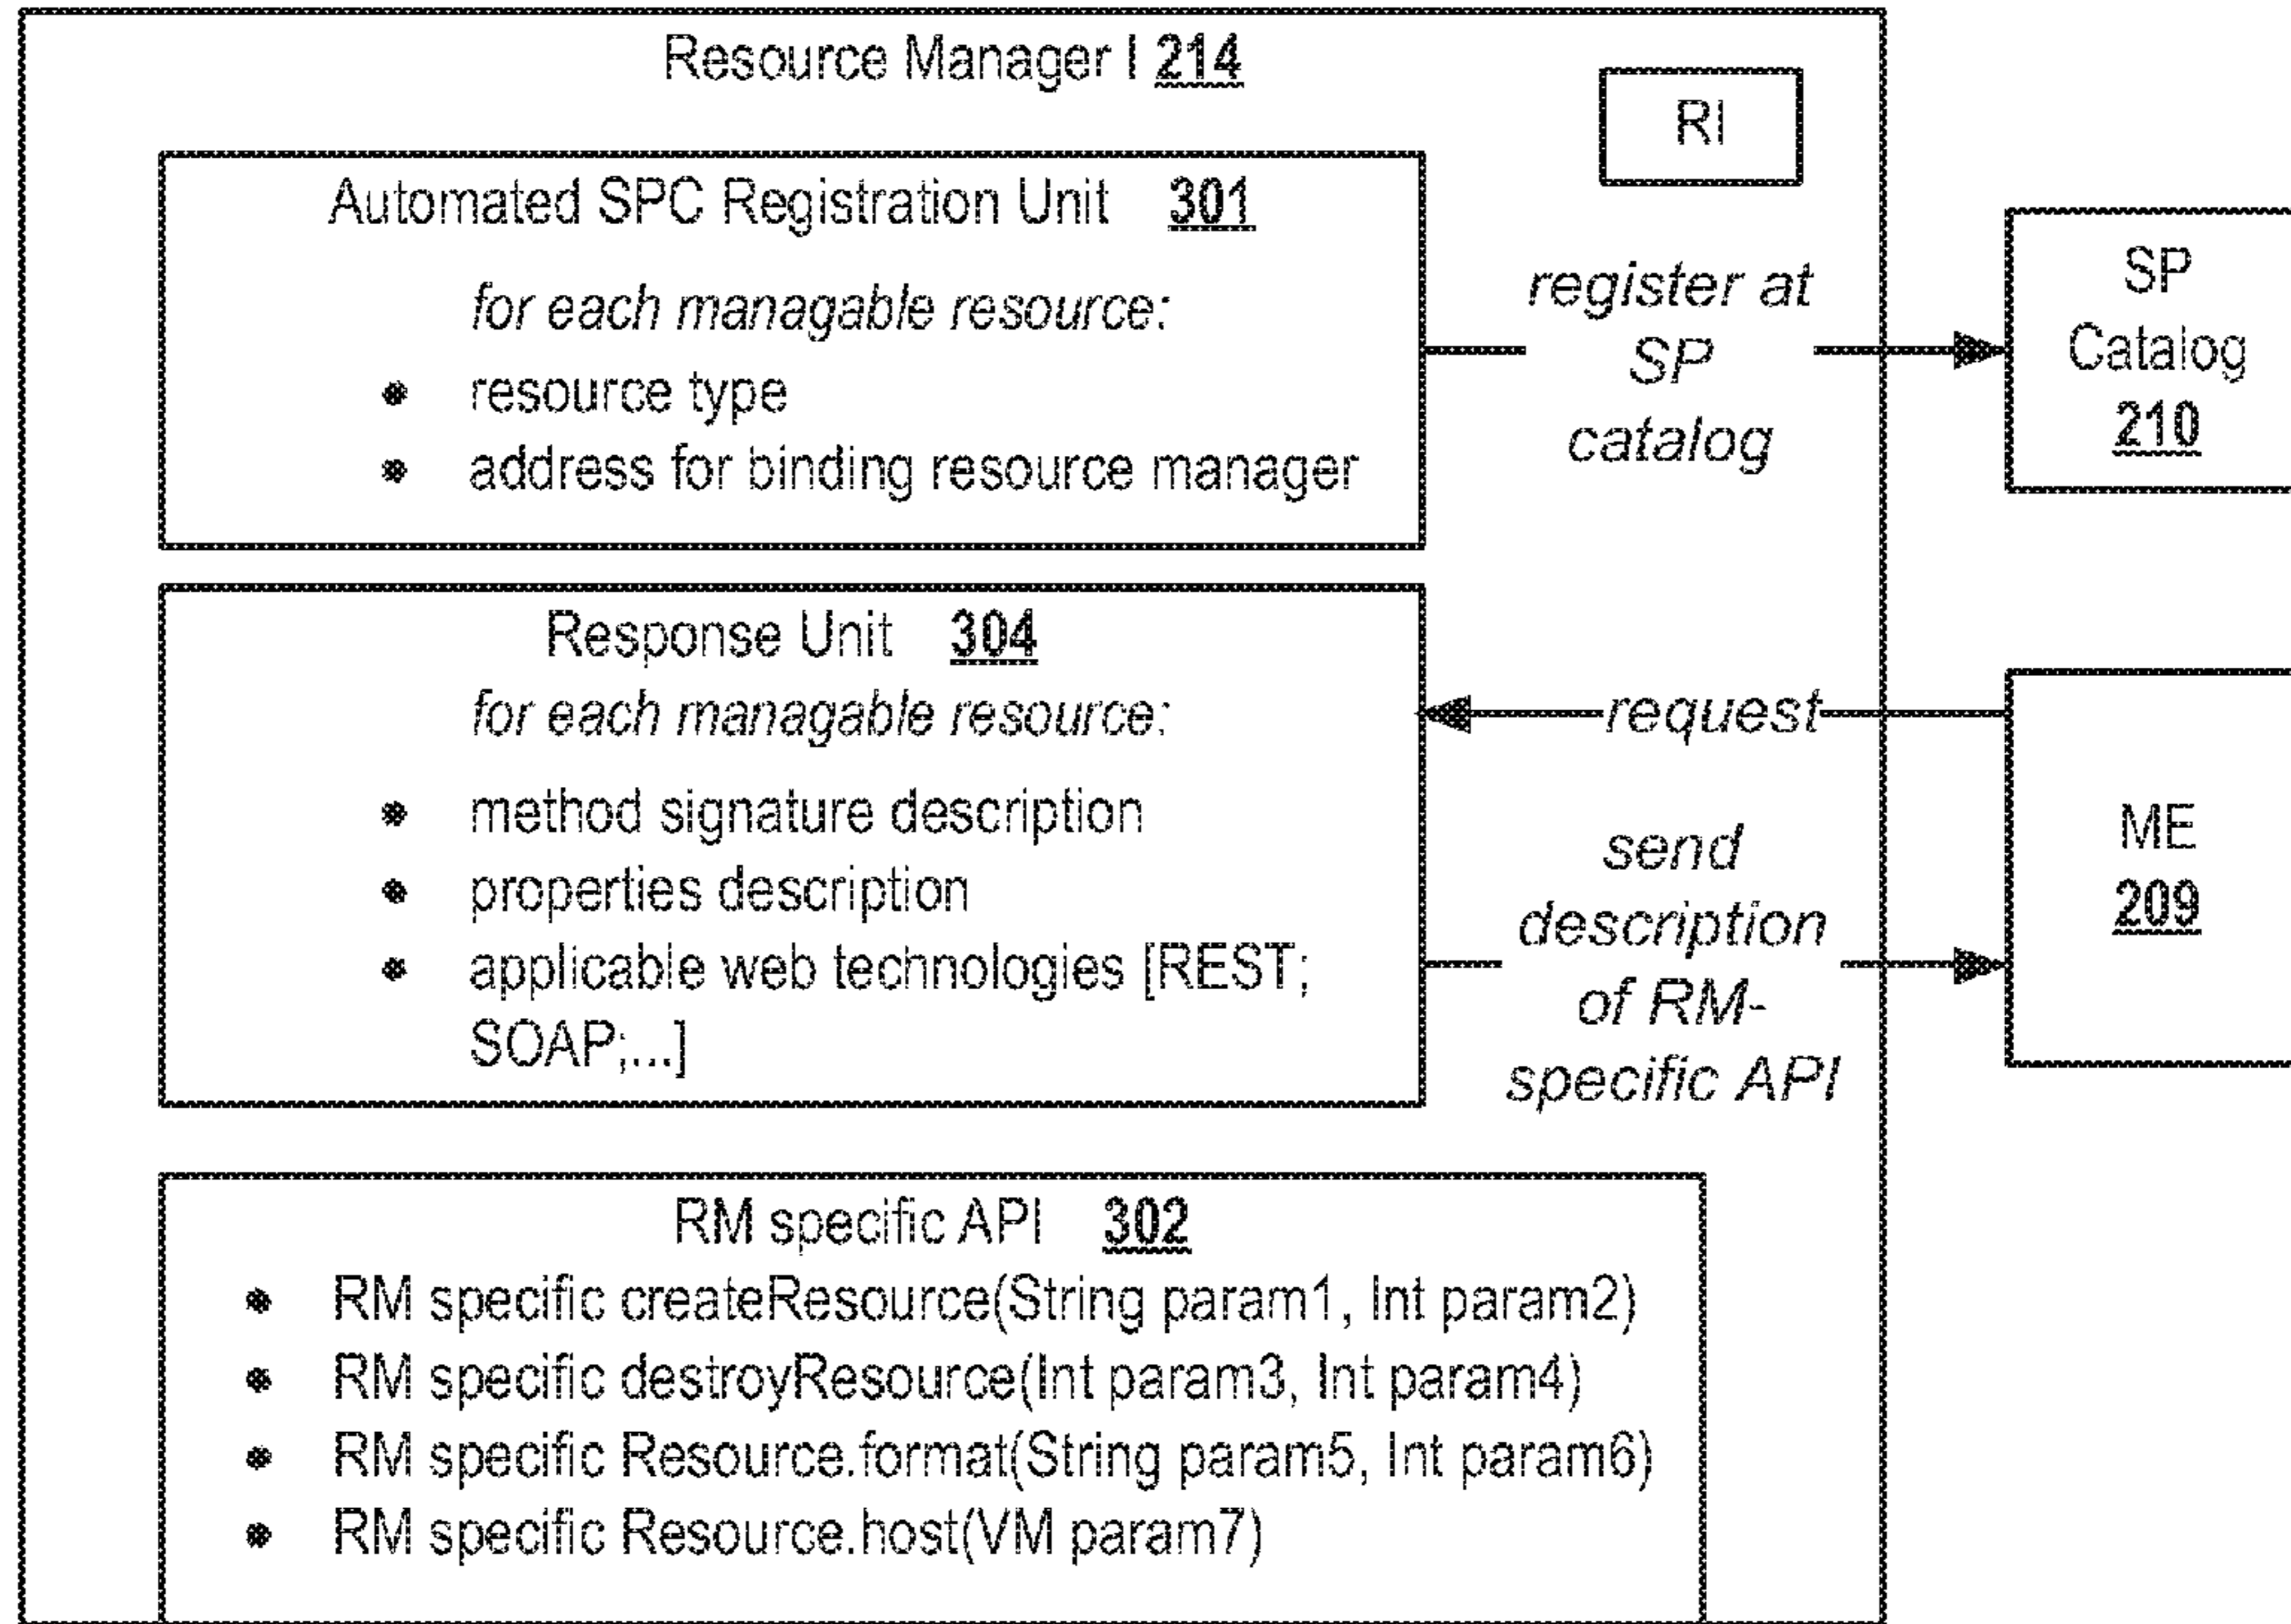 Resource Manager I 214
RI
Automated SPC Registration Unit 301
for each managable resource:
• resource type
• address for binding resource manager
register at
SP
catalog
SP
Catalog
210
Response Unit 304
for each managable resource:
• method signature description
• properties description
• applicable web technologies [REST;
SOAP;...]
request
send
description
of RM-
specific API
ME
209
RM specific API 302
• RM specific createResource(String param1, Int param2)
• RM specific destroyResource(Int param3, Int param4)
• RM specific Resource.format(String param5, Int param6)
• RM specific Resource.host(VM param7)